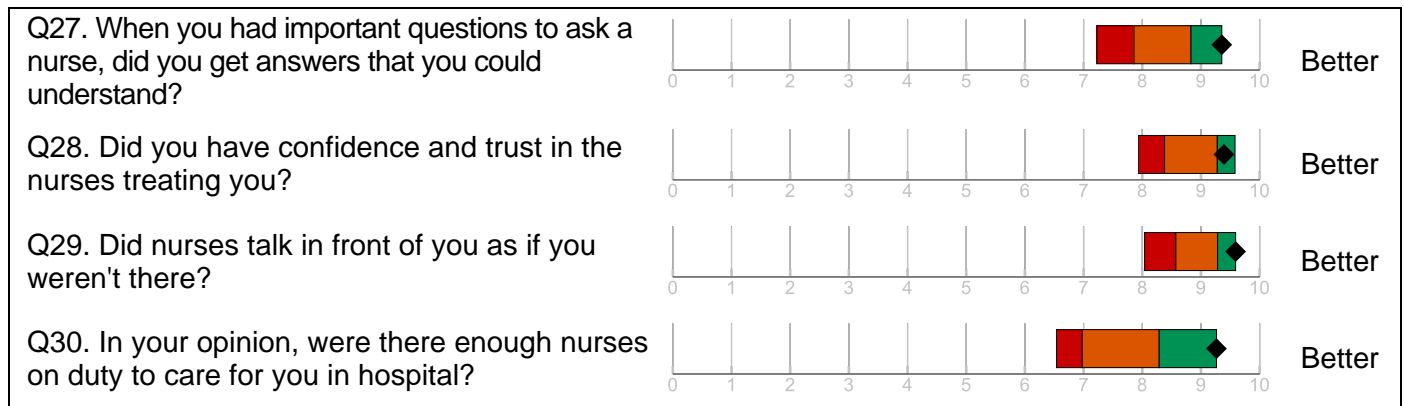 Q27. When you had important questions to ask a
nurse, did you get answers that you could
understand?
0 1 2 3 4 5 6 7 8 9 10
Better
Q28. Did you have confidence and trust in the
nurses treating you?
0 1 2 3 4 5 6 7 8 9 10
Better
Q29. Did nurses talk in front of you as if you
weren't there?
0 1 2 3 4 5 6 7 8 9 10
Better
Q30. In your opinion, were there enough nurses
on duty to care for you in hospital?
0 1 2 3 4 5 6 7 8 9 10
Better